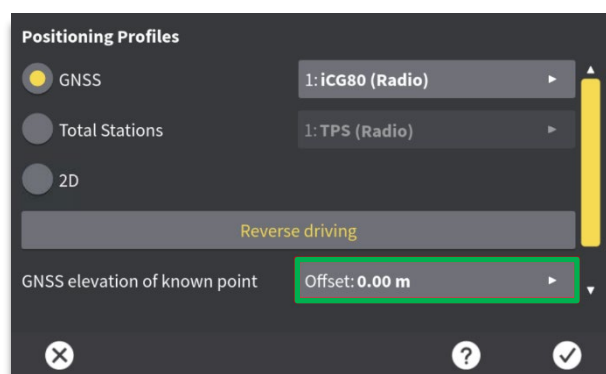 Positioning Profiles
GNSS 1: iCG80 (Radio)
Total Stations 1: TPS (Radio)
2D
Reverse driving
GNSS elevation of known point Offset: 0.00 m
?